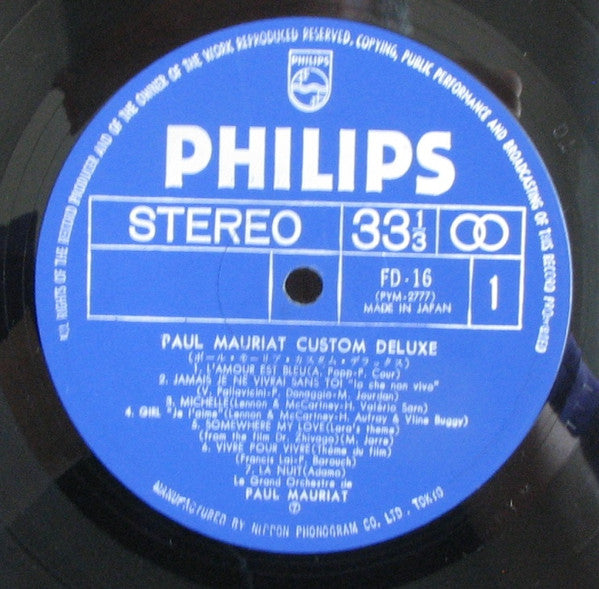 ALL RIGHTS OF THE RECORD PRODUCER AND OF THE OWNER OF THE WORK REPRODUCED RESERVED. COPYING, PUBLIC PERFORMANCE AND BROADCASTING OF THIS RECORD PROHIBITED
PHILIPS
PHILIPS
STEREO
33 1/3
FD-16
(PYM-2777)
MADE IN JAPAN
1
PAUL MAURIAT CUSTOM DELUXE
(ポール・モーリア・カスタム・デラックス)
1. L'AMOUR EST BLEU(A. Popp-P. Cour)
2. JAMAIS JE NE VIVRAI SANS TOI "Io che non vivo"
(V. Pallavicini-P. Donaggio-M. Jourdan)
3. MICHELLE(Lennon & McCartney-H. Valério Sarn)
4. GIRL "Je l'aime"(Lennon & McCartney-H. Aufray & Vline Buggy)
5. SOMEWHERE MY LOVE(Lara's theme)
(from the film Dr. Zhivago)(M. Jarre)
6. VIVRE POUR VIVRE(Thème du film)
(Francis Lai-P. Barouch)
7. LA NUIT(Adamo)
Le Grand Orchestre de
PAUL MAURIAT
Ⓟ
MANUFACTURED BY NIPPON PHONOGRAM CO. LTD. TOKYO